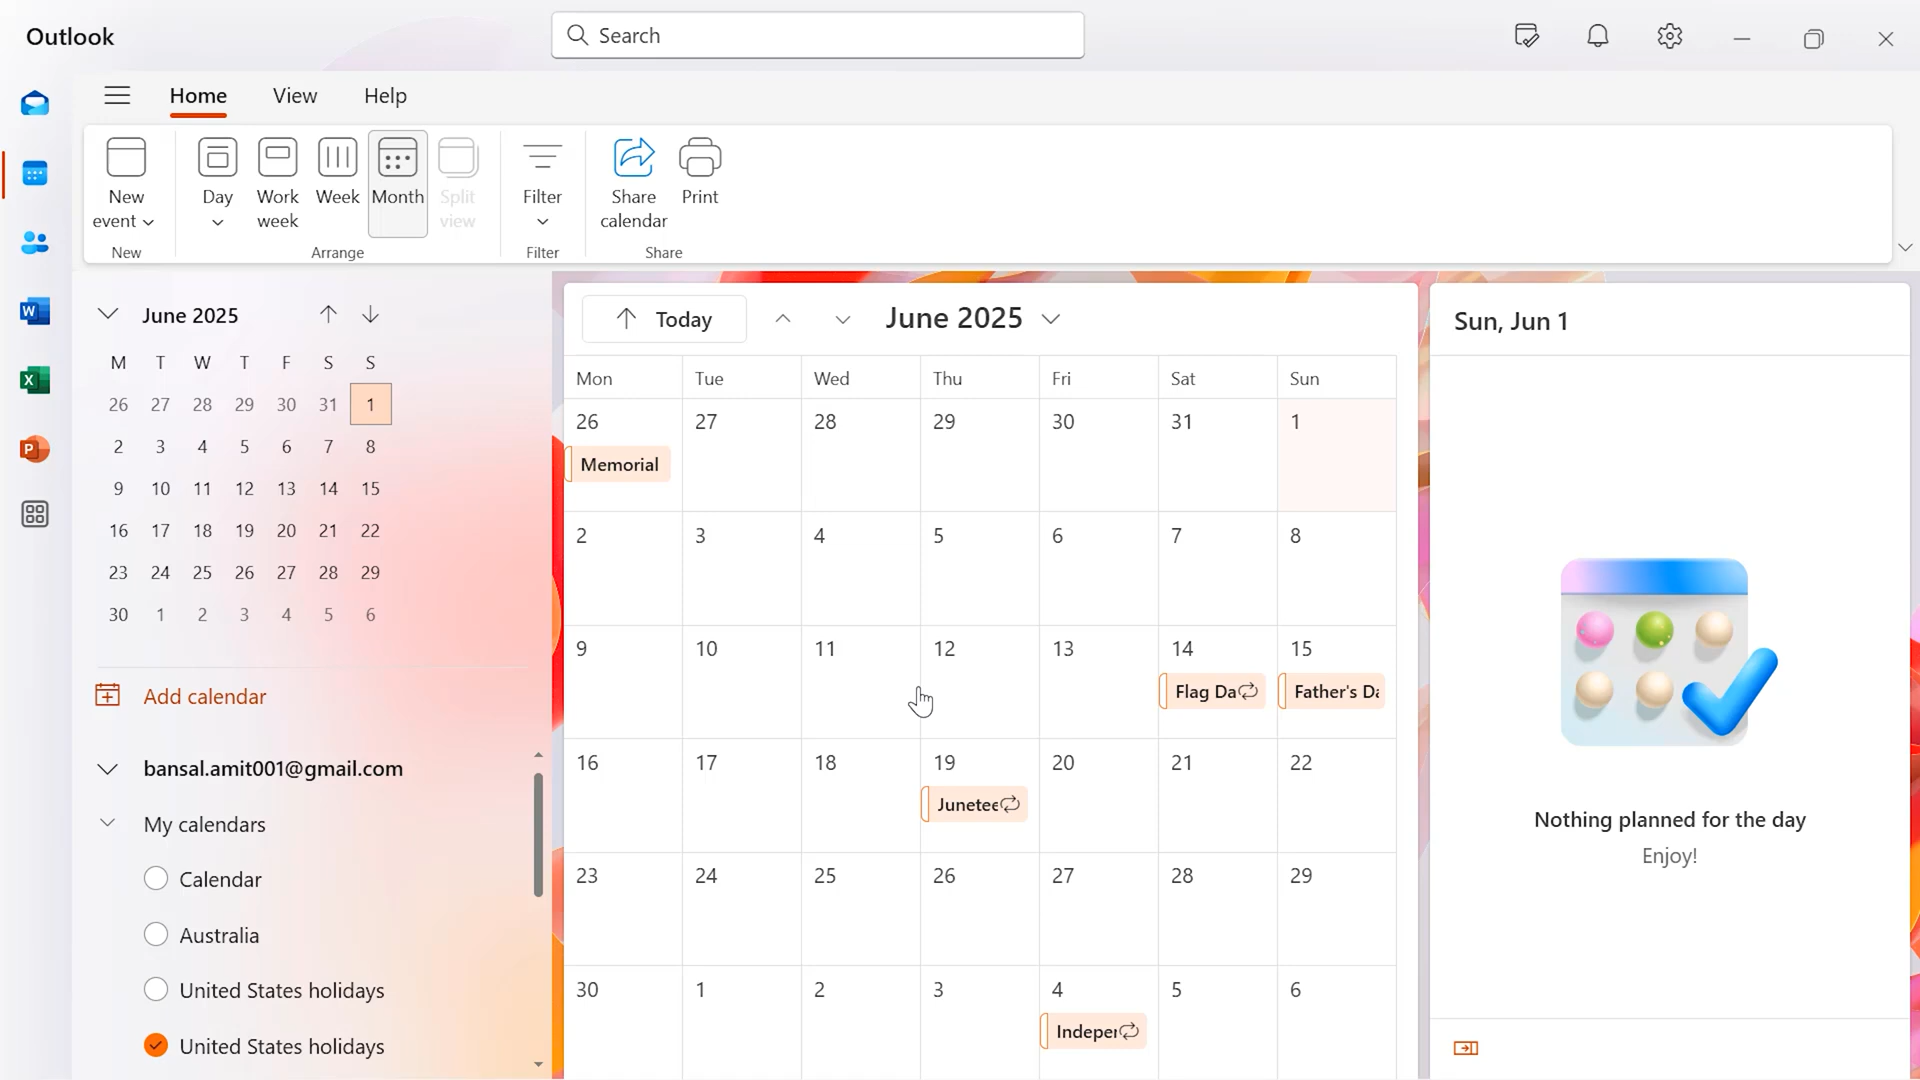 Outlook
Search
Home View Help
New event
Day
Work week
Week
Month
Split view
Filter
Share calendar
Print
New
Arrange
Filter
Share
June 2025
M T W T F S S
26 27 28 29 30 31 1
2 3 4 5 6 7 8
9 10 11 12 13 14 15
16 17 18 19 20 21 22
23 24 25 26 27 28 29
30 1 2 3 4 5 6
Add calendar
bansal.amit001@gmail.com
My calendars
Calendar
Australia
United States holidays
United States holidays
Today June 2025
Mon Tue Wed Thu Fri Sat Sun
26 27 28 29 30 31 1
Memorial
2 3 4 5 6 7 8
9 10 11 12 13 14 15
Flag Da Father's Da
16 17 18 19 20 21 22
Junetee
23 24 25 26 27 28 29
30 1 2 3 4 5 6
Indeper
Sun, Jun 1
Nothing planned for the day
Enjoy!
W
X
P